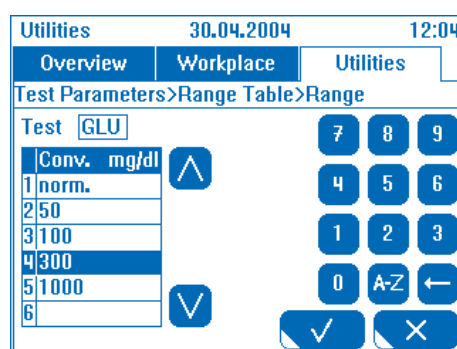 Utilities 30.04.2004 12:04
Overview Workplace Utilities
Test Parameters>Range Table>Range
Test GLU
7 8 9
Conv. mg/dl
1 norm.
4 5 6
2 50
3 100
1 2 3
4 300
5 1000
0 A-Z
6